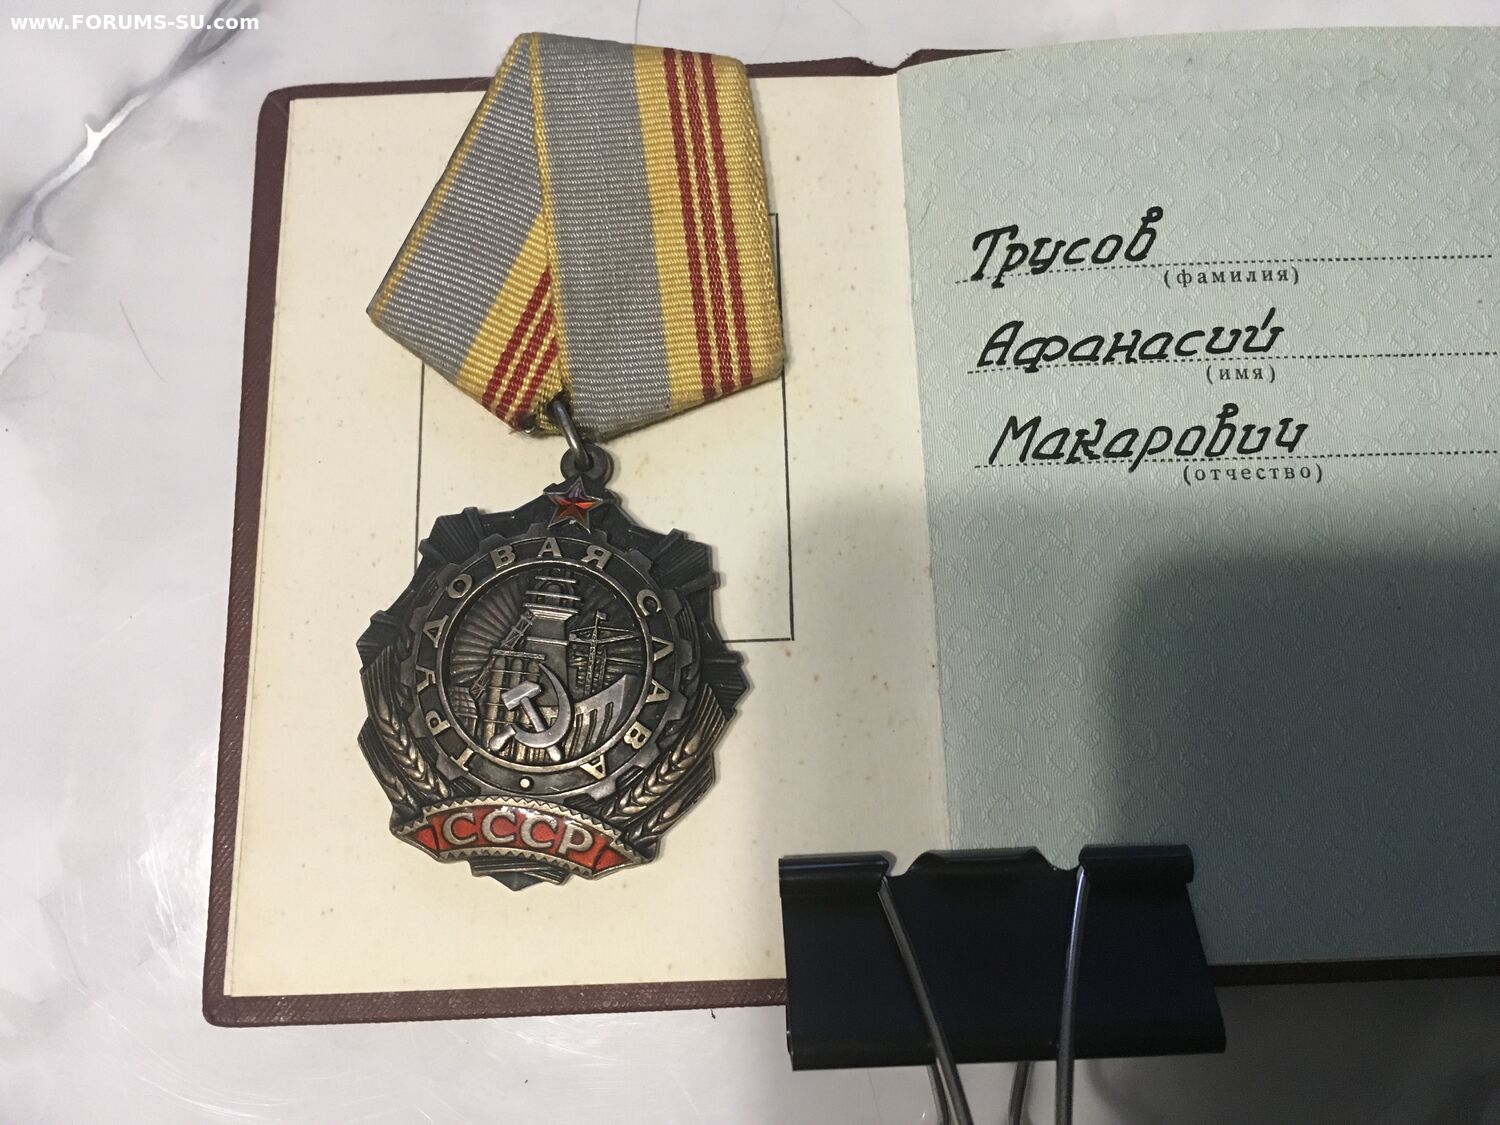 www.FORUMS-SU.com
ТРУДОВАЯ СЛАВА
СССР
Трусов
(фамилия)
Афанасий
(имя)
Макарович
(отчество)